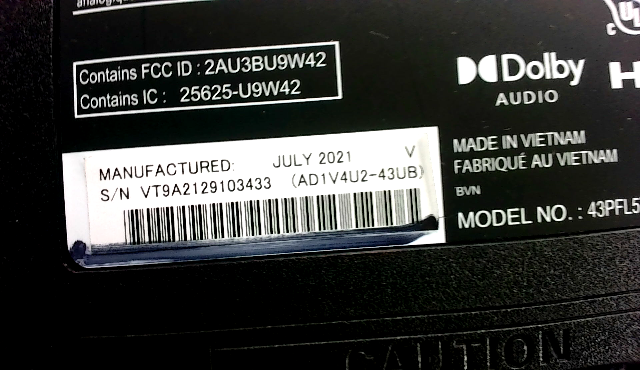 Contains FCC ID : 2AU3BU9W42
Contains IC : 25625-U9W42
Dolby
AUDIO
MANUFACTURED: JULY 2021 V
S/N VT9A2129103433 (AD1V4U2-43UB)
MADE IN VIETNAM
FABRIQUÉ AU VIETNAM
BVN
MODEL NO. : 43PFL5
CAUTION